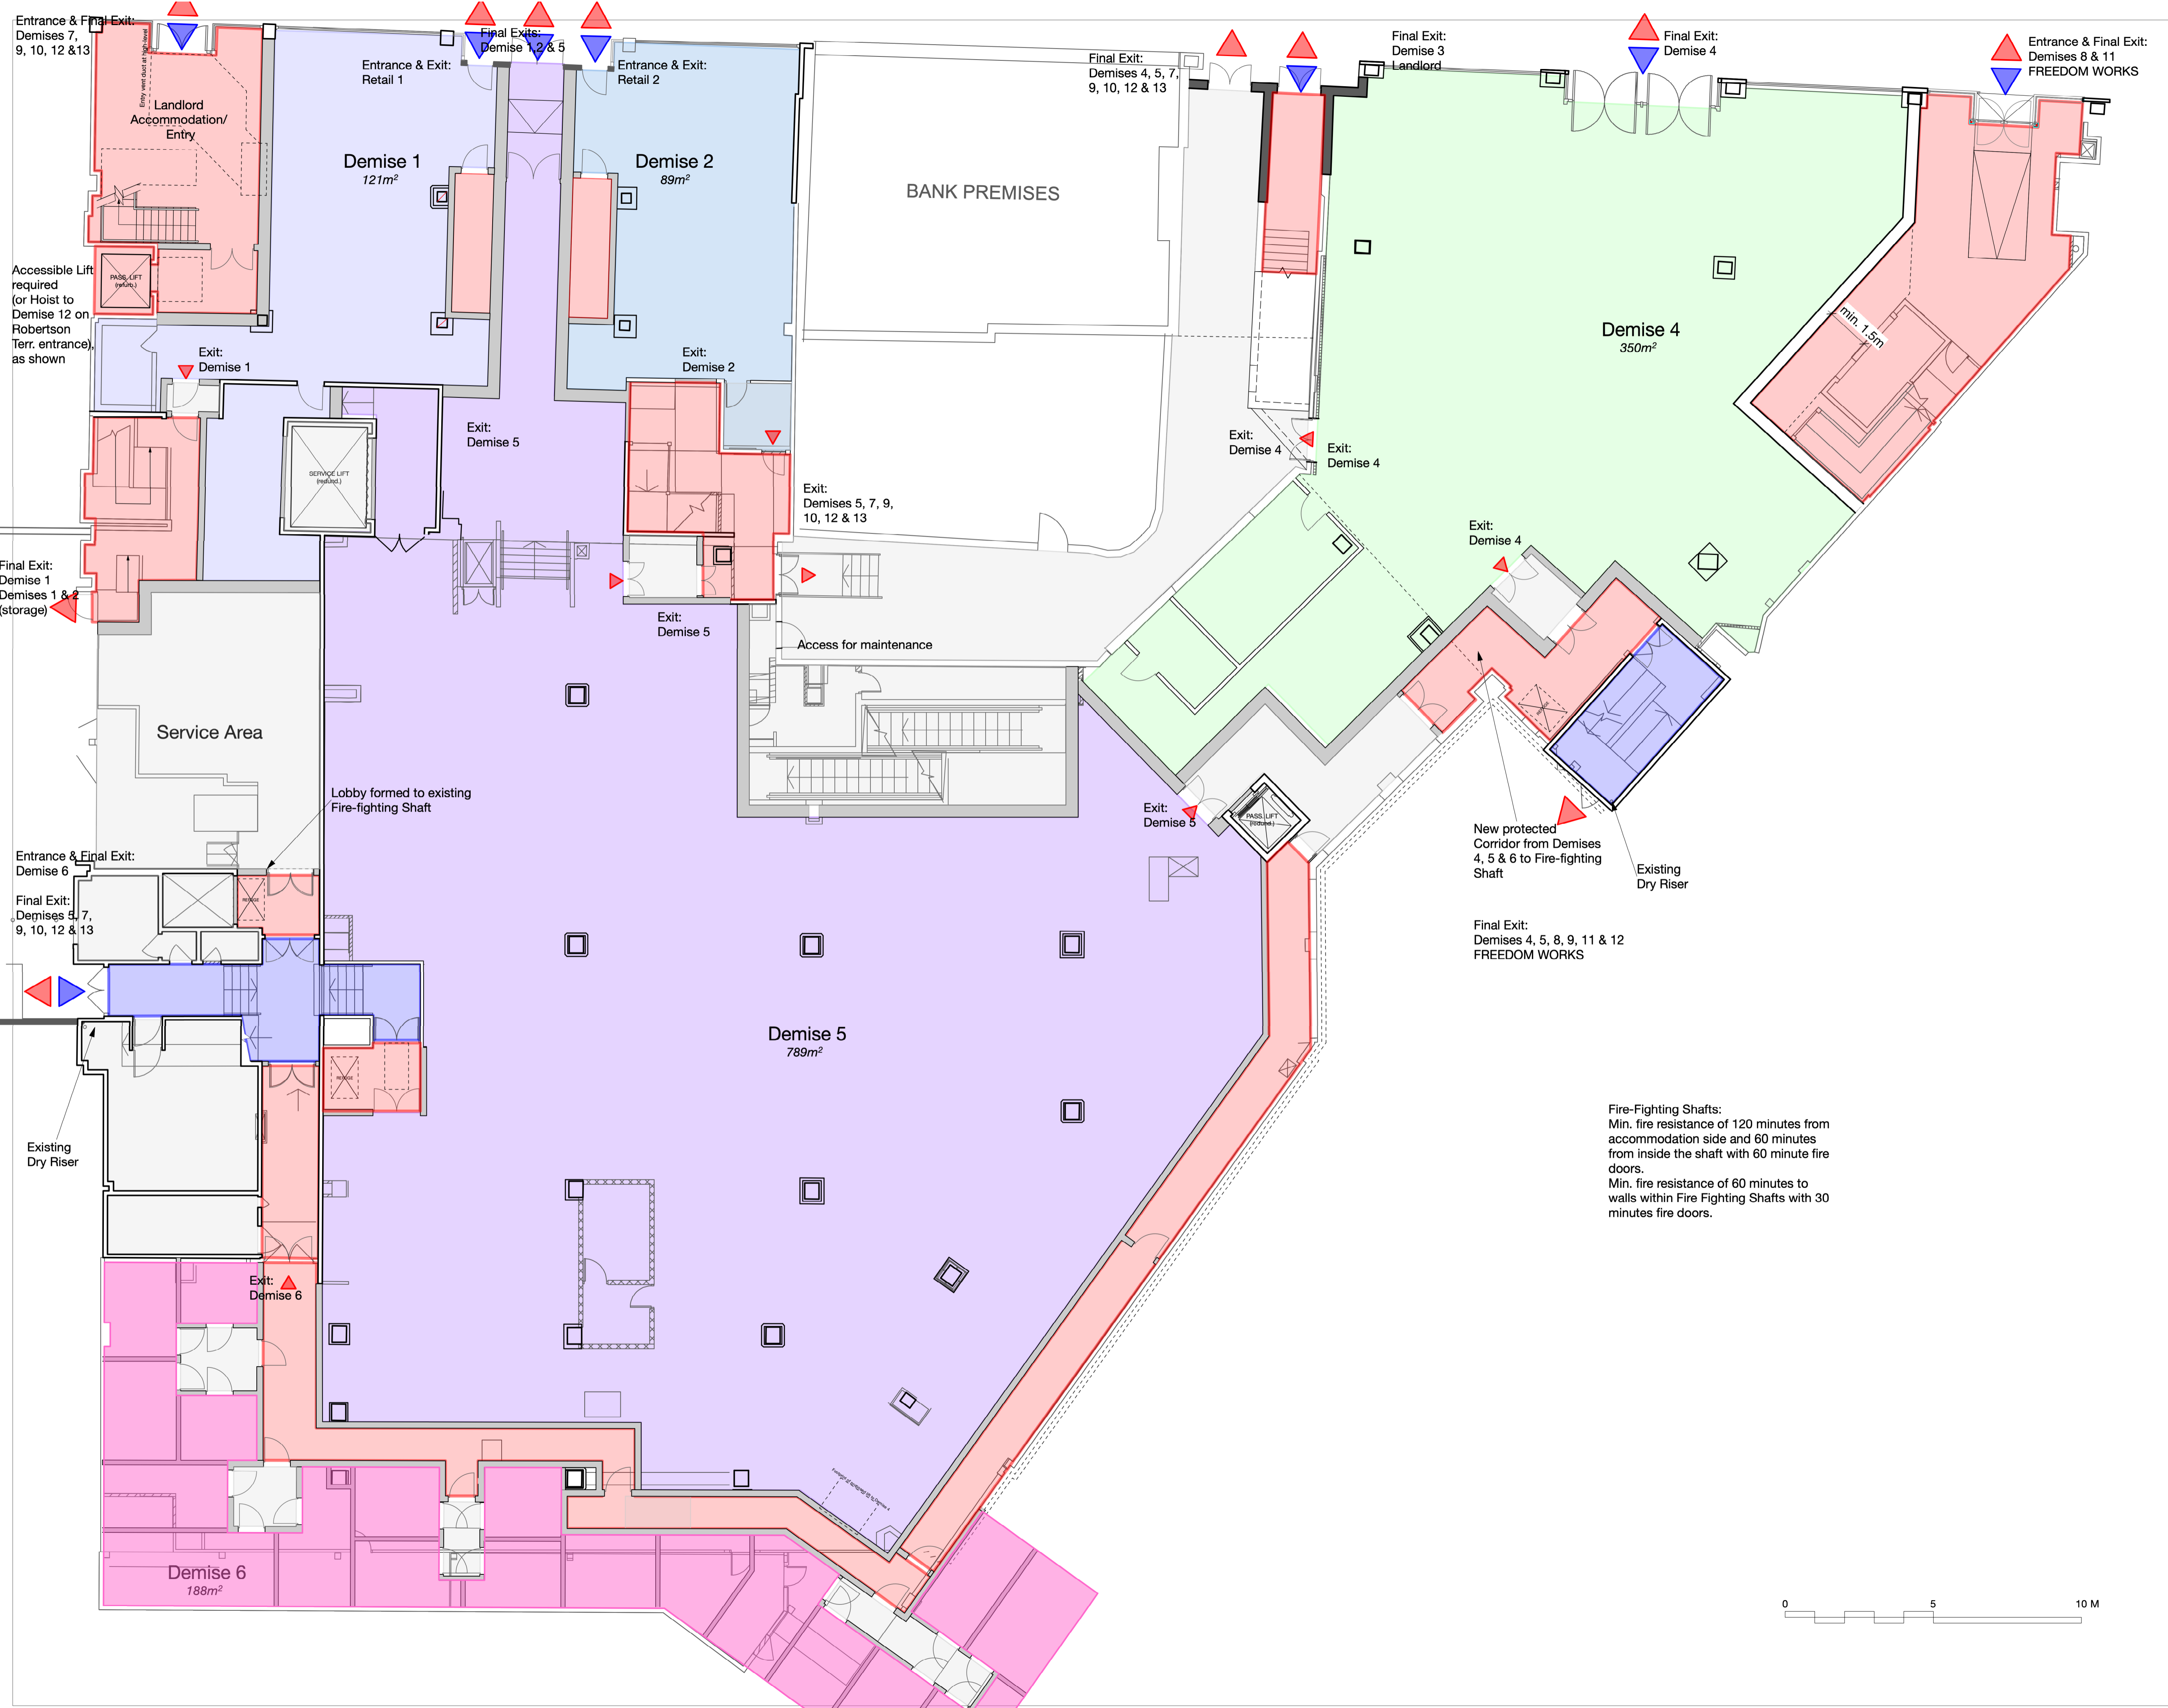 Entrance & Final Exit:
Demises 7,
9, 10, 12 &13
Entry vent duct at high-level
Landlord
Accommodation/
Entry
Final Exits:
Demise 1,2 & 5
Entrance & Exit:
Retail 1
Entrance & Exit:
Retail 2
Demise 1
121m²
Demise 2
89m²
BANK PREMISES
Final Exit:
Demises 4, 5, 7,
9, 10, 12 & 13
Final Exit:
Demise 3
Landlord
Final Exit:
Demise 4
Entrance & Final Exit:
Demises 8 & 11
FREEDOM WORKS
PASS. LIFT
(refurb.)
Accessible Lift
required
(or Hoist to
Demise 12 on
Robertson
Terr. entrance),
as shown
Exit:
Demise 1
Exit:
Demise 2
Demise 4
350m²
min. 1.5m
Exit:
Demise 5
SERVICE LIFT
(redund.)
Exit:
Demise 4
Exit:
Demise 4
Exit:
Demises 5, 7, 9,
10, 12 & 13
Exit:
Demise 4
Final Exit:
Demise 1
Demises 1 & 2
(storage)
Exit:
Demise 5
Access for maintenance
Service Area
Lobby formed to existing
Fire-fighting Shaft
Exit:
Demise 5
PASS. LIFT
(redund.)
REFUGE
New protected
Corridor from Demises
4, 5 & 6 to Fire-fighting
Shaft
Existing
Dry Riser
Entrance & Final Exit:
Demise 6
REFUGE
Final Exit:
Demises 5, 7,
9, 10, 12 & 13
Final Exit:
Demises 4, 5, 8, 9, 11 & 12
FREEDOM WORKS
Demise 5
789m²
REFUGE
Existing
Dry Riser
Fire-Fighting Shafts:
Min. fire resistance of 120 minutes from
accommodation side and 60 minutes
from inside the shaft with 60 minute fire
doors.
Min. fire resistance of 60 minutes to
walls within Fire Fighting Shafts with 30
minutes fire doors.
Exit:
Demise 6
Demise 6
188m²
0 5 10 M